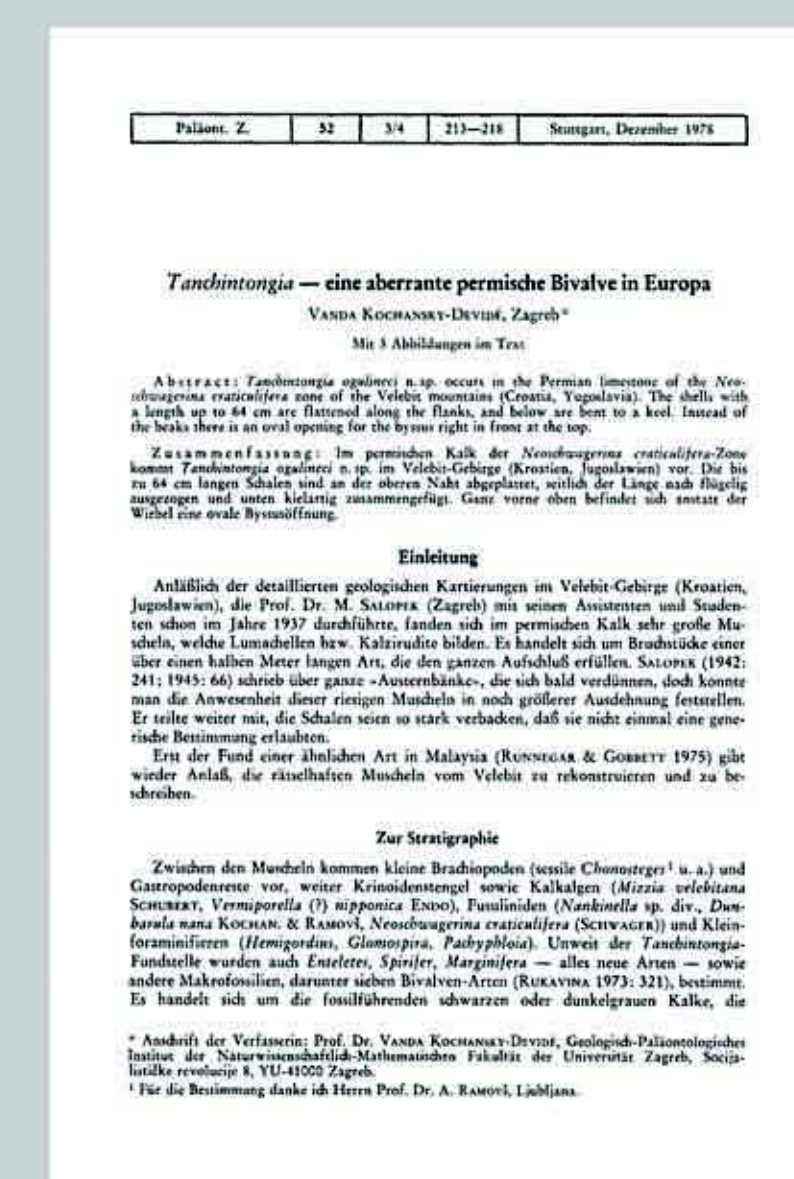 Paläont. Z. 52 3/4 213—218 Stuttgart, Dezember 1978
Tanchintongia — eine aberrante permische Bivalve in Europa
VANDA KOCHANSKY-DEVIDÉ, Zagreb*
Mit 3 Abbildungen im Text
Abstract: Tanchintongia ogulineci n. sp. occurs in the Permian limestone of the Neo-
schwagerina craticulifera zone of the Velebit mountains (Croatia, Yugoslavia). The shells with
a length up to 64 cm are flattened along the flanks, and below are bent to a keel. Instead of
the beaks there is an oval opening for the byssus right in front at the top.
Zusammenfassung: Im permischen Kalk der Neoschwagerina craticulifera-Zone
kommt Tanchintongia ogulineci n. sp. im Velebit-Gebirge (Kroatien, Jugoslawien) vor. Die bis
zu 64 cm langen Schalen sind an der oberen Naht abgeplattet, seitlich der Länge nach flügelig
ausgezogen und unten kielartig zusammengefügt. Ganz vorne oben befindet sich anstatt der
Wirbel eine ovale Byssusöffnung.
Einleitung
Anläßlich der detaillierten geologischen Kartierungen im Velebit-Gebirge (Kroatien,
Jugoslawien), die Prof. Dr. M. SALOPEK (Zagreb) mit seinen Assistenten und Studen-
ten schon im Jahre 1937 durchführte, fanden sich im permischen Kalk sehr große Mu-
scheln, welche Lumachellen bzw. Kalzirudite bilden. Es handelt sich um Bruchstücke einer
über einen halben Meter langen Art, die den ganzen Aufschluß erfüllen. SALOPEK (1942:
241; 1945: 66) schrieb über ganze »Austernbänke«, die sich bald verdünnen, doch konnte
man die Anwesenheit dieser riesigen Muscheln in noch größerer Ausdehnung feststellen.
Er teilte weiter mit, die Schalen seien so stark verbacken, daß sie nicht einmal eine gene-
rische Bestimmung erlaubten.
Erst der Fund einer ähnlichen Art in Malaysia (RUNNEGAR & GOBBETT 1975) gibt
wieder Anlaß, die rätselhaften Muscheln vom Velebit zu rekonstruieren und zu be-
schreiben.
Zur Stratigraphie
Zwischen den Muscheln kommen kleine Brachiopoden (sessile Chonosteges¹ u. a.) und
Gastropodenreste vor, weiter Krinoidenstengel sowie Kalkalgen (Mizzia velebitana
SCHUBERT, Vermiporella (?) nipponica ENDO), Fusuliniden (Nankinella sp. div., Dun-
barula nana KOCHAN. & RAMOVŠ, Neoschwagerina craticulifera (SCHWAGER)) und Klein-
foraminifieren (Hemigordius, Glomospira, Pachyphloia). Unweit der Tanchintongia-
Fundstelle wurden auch Enteletes, Spirifer, Marginifera — alles neue Arten — sowie
andere Makrofossilien, darunter sieben Bivalven-Arten (RUKAVINA 1973: 321), bestimmt.
Es handelt sich um die fossilführenden schwarzen oder dunkelgrauen Kalke, die
* Anschrift der Verfasserin: Prof. Dr. VANDA KOCHANSKY-DEVIDÉ, Geologisch-Paläontologisches
Institut der Naturwissenschaftlich-Mathematischen Fakultät der Universität Zagreb, Socija-
lističke revolucije 8, YU-41000 Zagreb.
¹ Für die Bestimmung danke ich Herrn Prof. Dr. A. RAMOVŠ, Ljubljana.